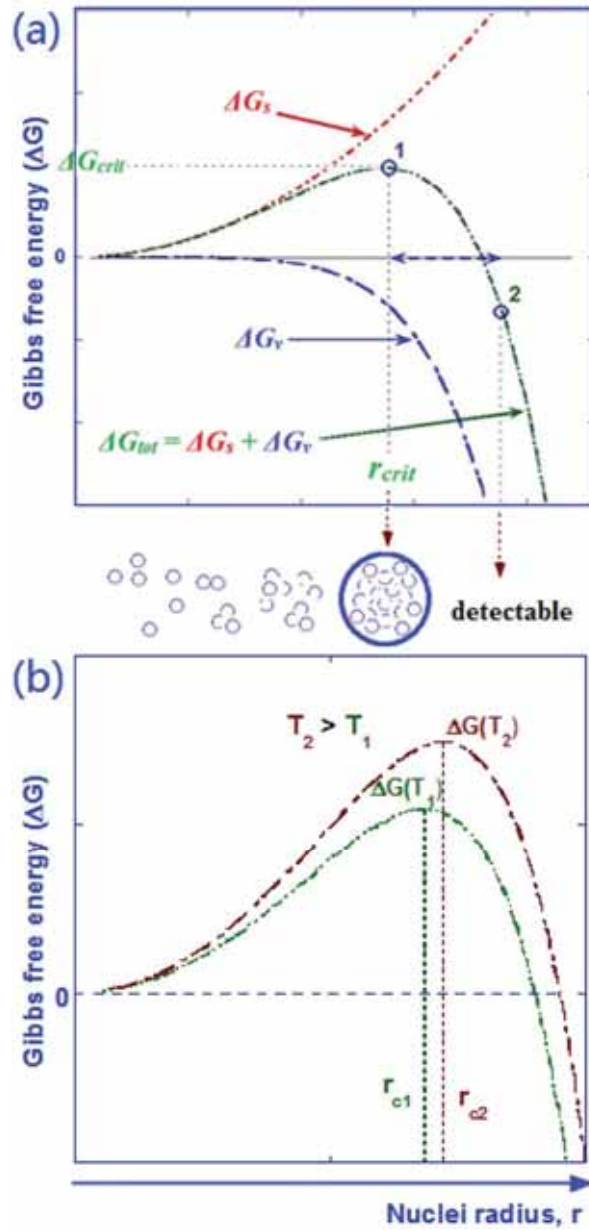 (a)
ΔGs
ΔGcrit
1
0
2
ΔGv
ΔGtot = ΔGs + ΔGv
rcrit
Gibbs free energy (ΔG)
detectable
(b)
T2 > T1
ΔG(T2)
ΔG(T1)
0
rc1
rc2
Gibbs free energy (ΔG)
Nuclei radius, r